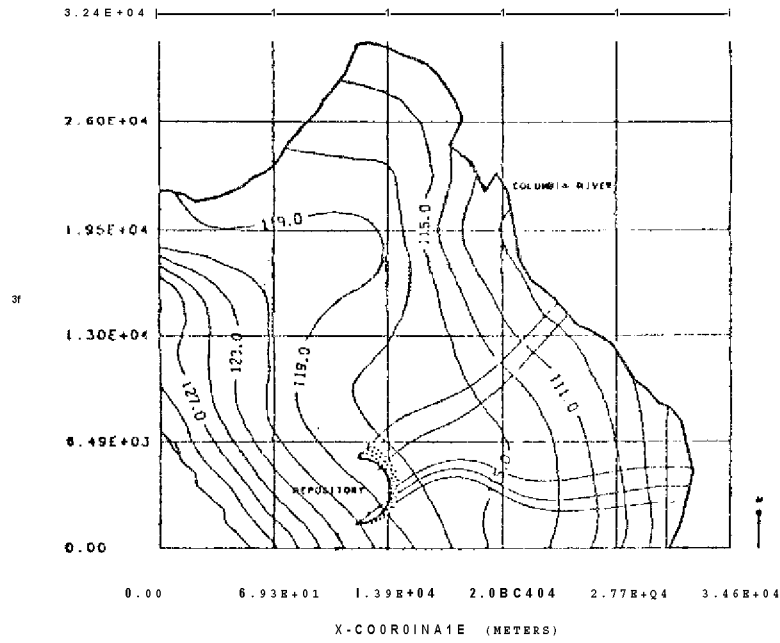 3.24E+04
2.60E+04
COLUMBIA RIVER
119.0
115.0
1.95E+04
3f
1.30E+04
123.0
119.0
127.0
111.0
6.49E+03
REPOSITORY
0.00
0.00 6.93E+01 1.39E+04 2.0BC404 2.77E+Q4 3.46E+04
X-COORDINA1E (METERS)